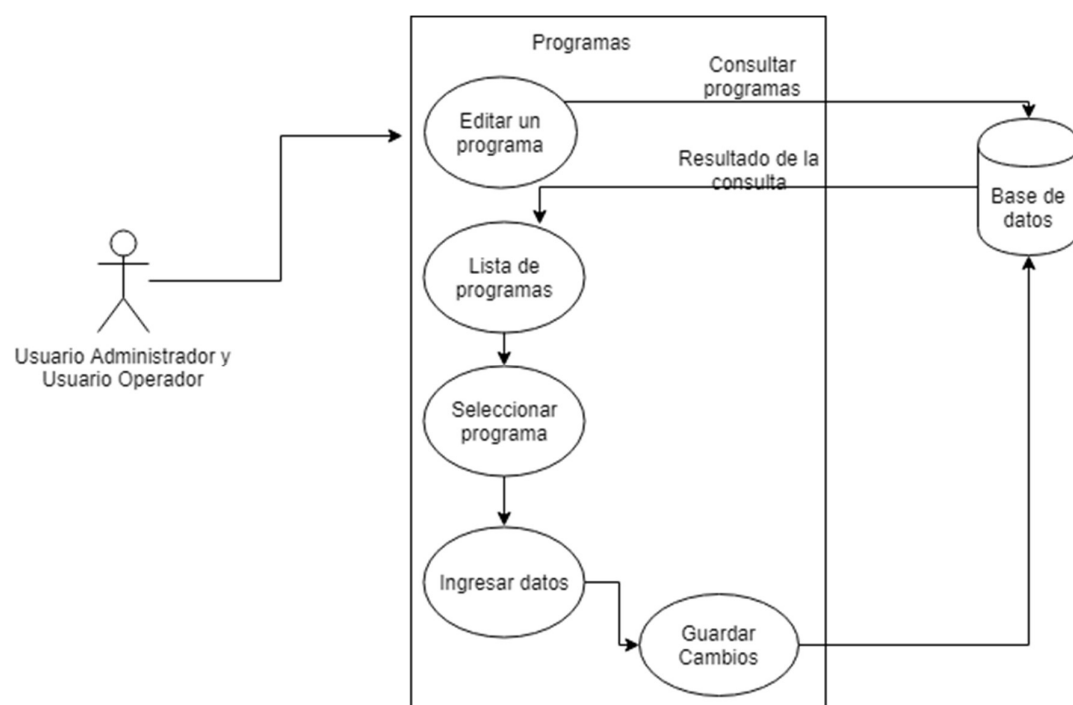 Programas
Consultar
programas
Editar un
programa
Resultado de la
consulta
Base de
datos
Lista de
programas
Usuario Administrador y
Usuario Operador
Seleccionar
programa
Ingresar datos
Guardar
Cambios